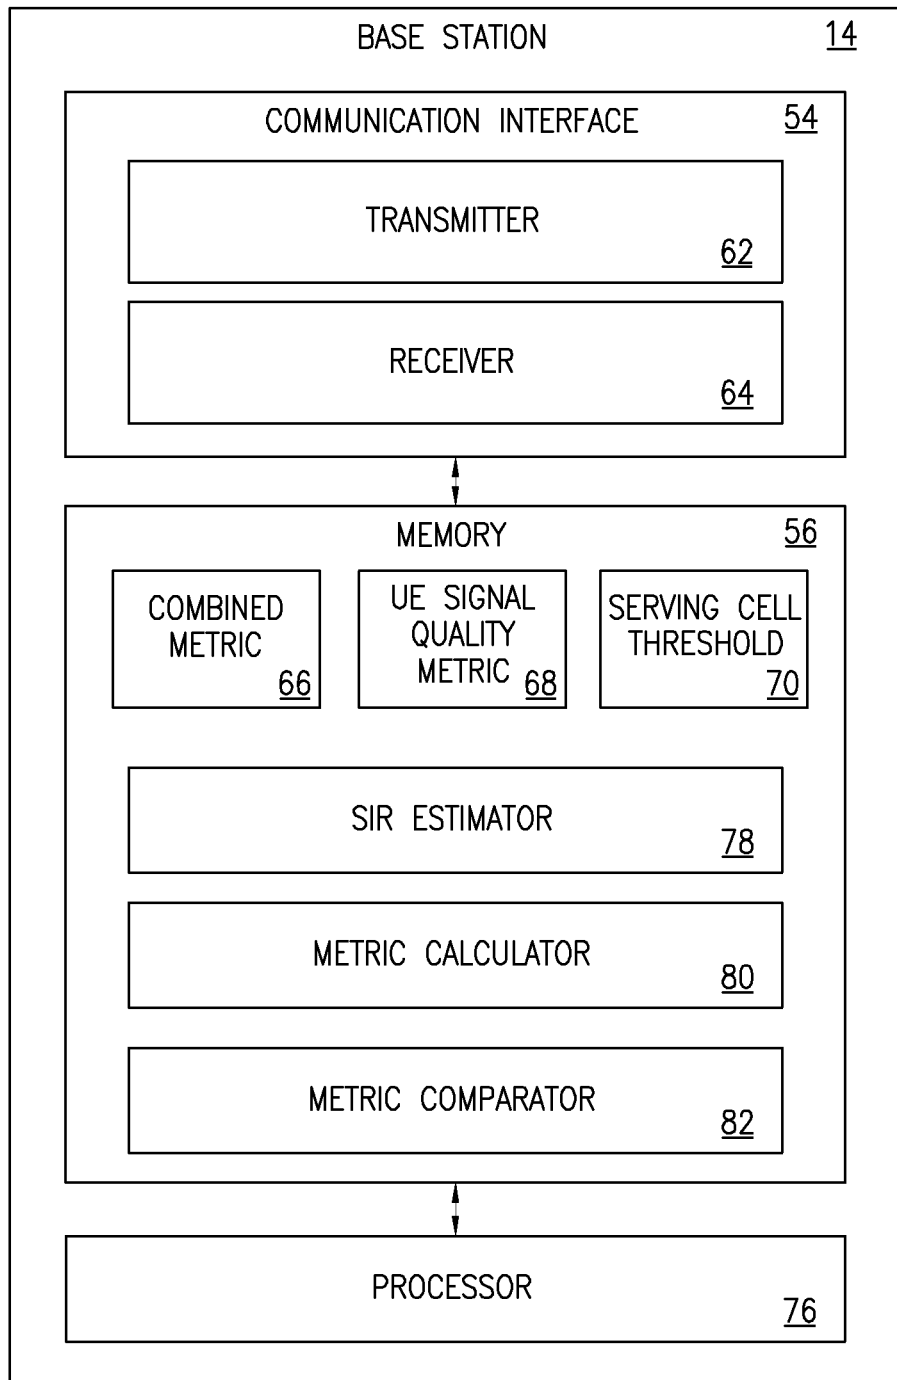 BASE STATION 14
COMMUNICATION INTERFACE 54
TRANSMITTER
62
RECEIVER
64
MEMORY 56
COMBINED
METRIC
66
UE SIGNAL
QUALITY
METRIC
68
SERVING CELL
THRESHOLD
70
SIR ESTIMATOR
78
METRIC CALCULATOR
80
METRIC COMPARATOR
82
PROCESSOR
76